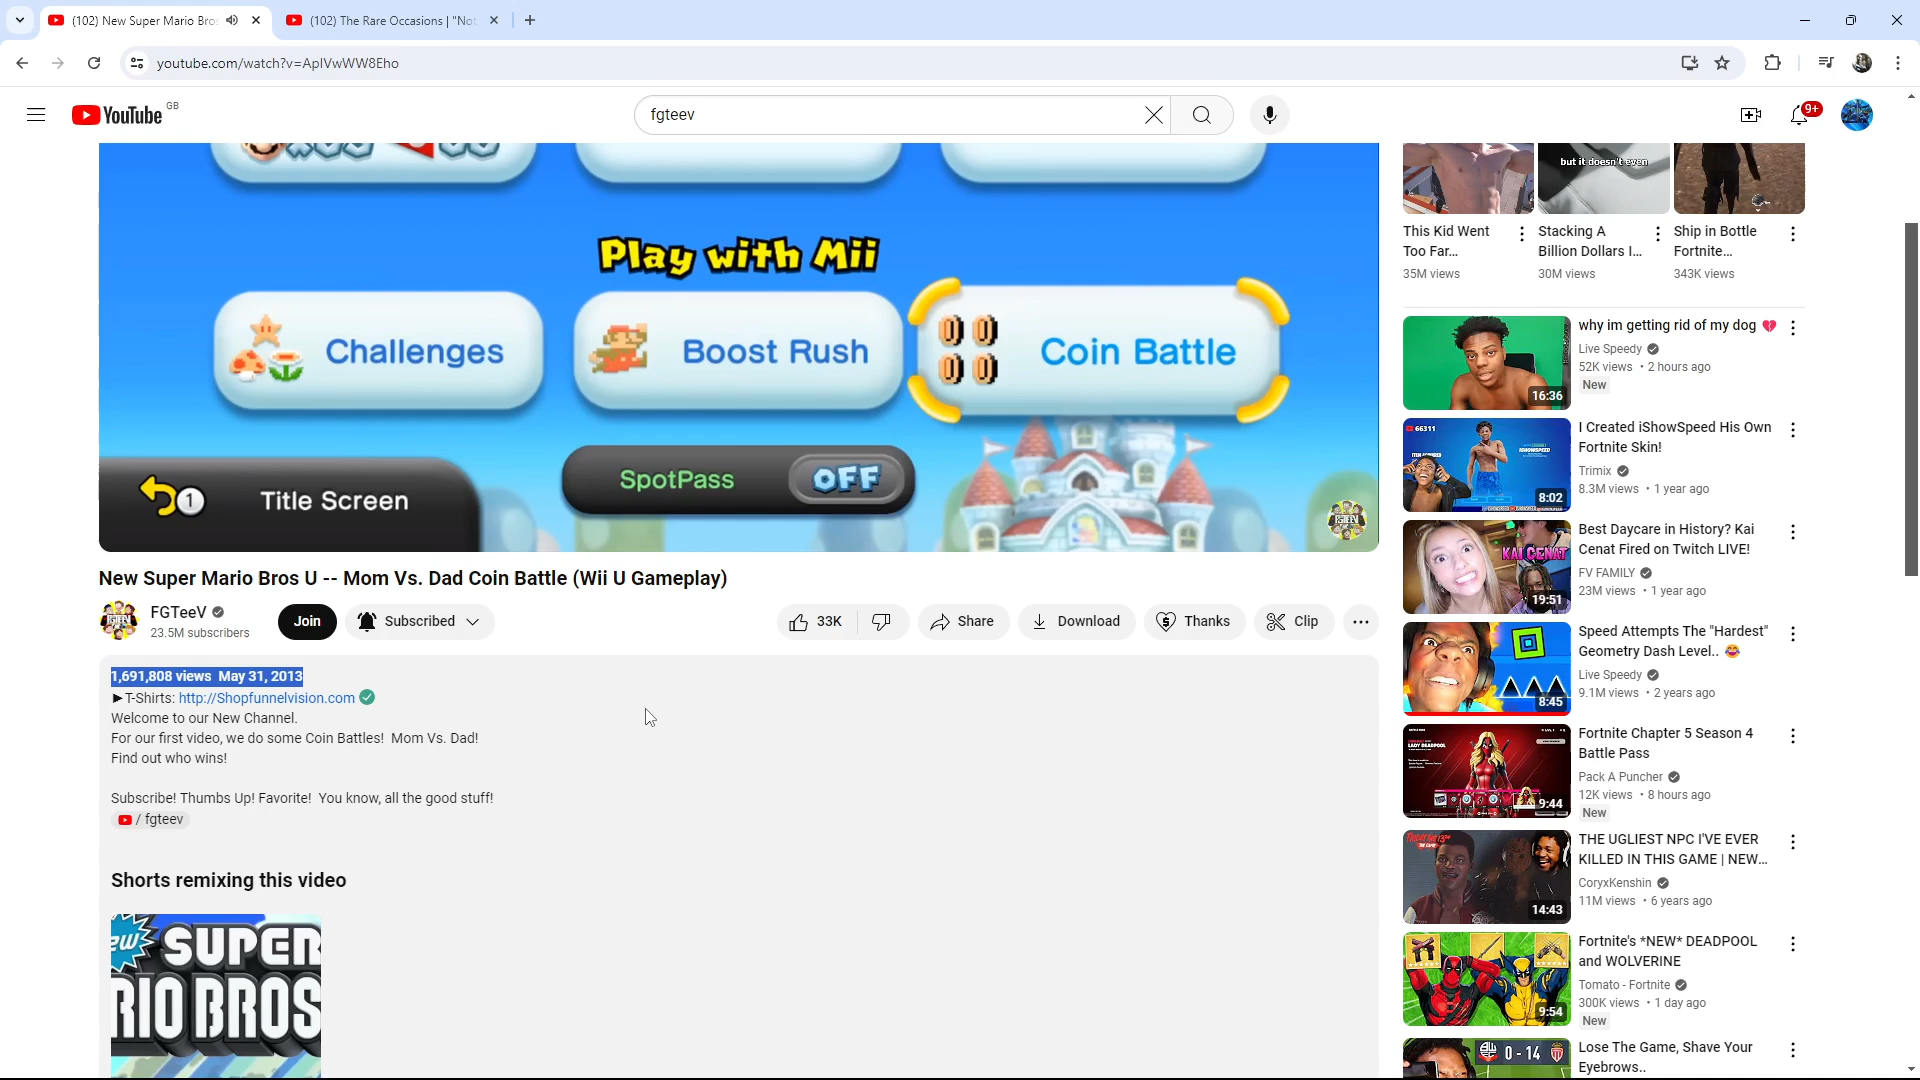 (102) New Super Mario Bros
(102) The Rare Occasions | "Not
youtube.com/watch?v=ApIVwWW8Eho
YouTube GB
fgteev
9+
Play with Mii
Challenges
Boost Rush
Coin Battle
1
Title Screen
SpotPass
OFF
FGTEEV
New Super Mario Bros U -- Mom Vs. Dad Coin Battle (Wii U Gameplay)
FGTeeV
23.5M subscribers
Join
Subscribed
33K
Share
Download
Thanks
Clip
1,691,808 views  May 31, 2013
►T-Shirts: http://Shopfunnelvision.com
Welcome to our New Channel.
For our first video, we do some Coin Battles!  Mom Vs. Dad!
Find out who wins!
Subscribe! Thumbs Up! Favorite!  You know, all the good stuff!
/ fgteev
Shorts remixing this video
SUPER
RIO BROS
but it doesn't even
This Kid Went
Too Far...
35M views
Stacking A
Billion Dollars I...
30M views
Ship in Bottle
Fortnite...
343K views
16:36
why im getting rid of my dog 💔
Live Speedy
52K views • 2 hours ago
New
8:02
I Created iShowSpeed His Own
Fortnite Skin!
Trimix
8.3M views • 1 year ago
KAI CENAT
19:51
Best Daycare in History? Kai
Cenat Fired on Twitch LIVE!
FV FAMILY
23M views • 1 year ago
8:45
Speed Attempts The "Hardest"
Geometry Dash Level.. 😂
Live Speedy
9.1M views • 2 years ago
LADY DEADPOOL
9:44
Fortnite Chapter 5 Season 4
Battle Pass
Pack A Puncher
12K views • 8 hours ago
New
14:43
THE UGLIEST NPC I'VE EVER
KILLED IN THIS GAME | NEW...
CoryxKenshin
11M views • 6 years ago
9:54
Fortnite's *NEW* DEADPOOL
and WOLVERINE
Tomato - Fortnite
300K views • 1 day ago
New
0 - 14
Lose The Game, Shave Your
Eyebrows..